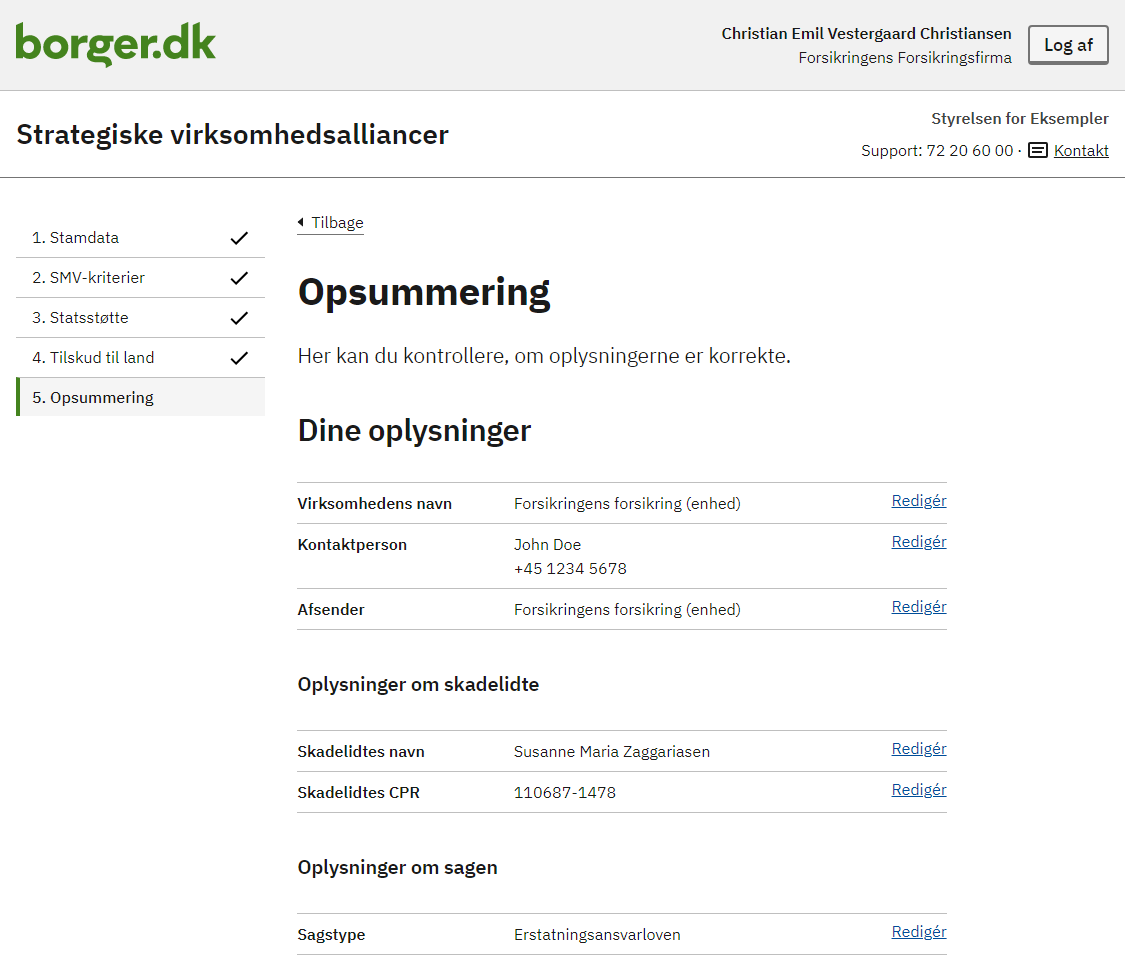 borger.dk
Christian Emil Vestergaard Christiansen
Forsikringens Forsikringsfirma
Log af
Strategiske virksomhedsalliancer
Styrelsen for Eksempler
Support: 72 20 60 00 · Kontakt
1. Stamdata
2. SMV-kriterier
3. Statsstøtte
4. Tilskud til land
5. Opsummering
Tilbage
Opsummering
Her kan du kontrollere, om oplysningerne er korrekte.
Dine oplysninger
Virksomhedens navn Forsikringens forsikring (enhed) Redigér
Kontaktperson John Doe Redigér
+45 1234 5678
Afsender Forsikringens forsikring (enhed) Redigér
Oplysninger om skadelidte
Skadelidtes navn Susanne Maria Zaggariasen Redigér
Skadelidtes CPR 110687-1478 Redigér
Oplysninger om sagen
Sagstype Erstatningsansvarloven Redigér